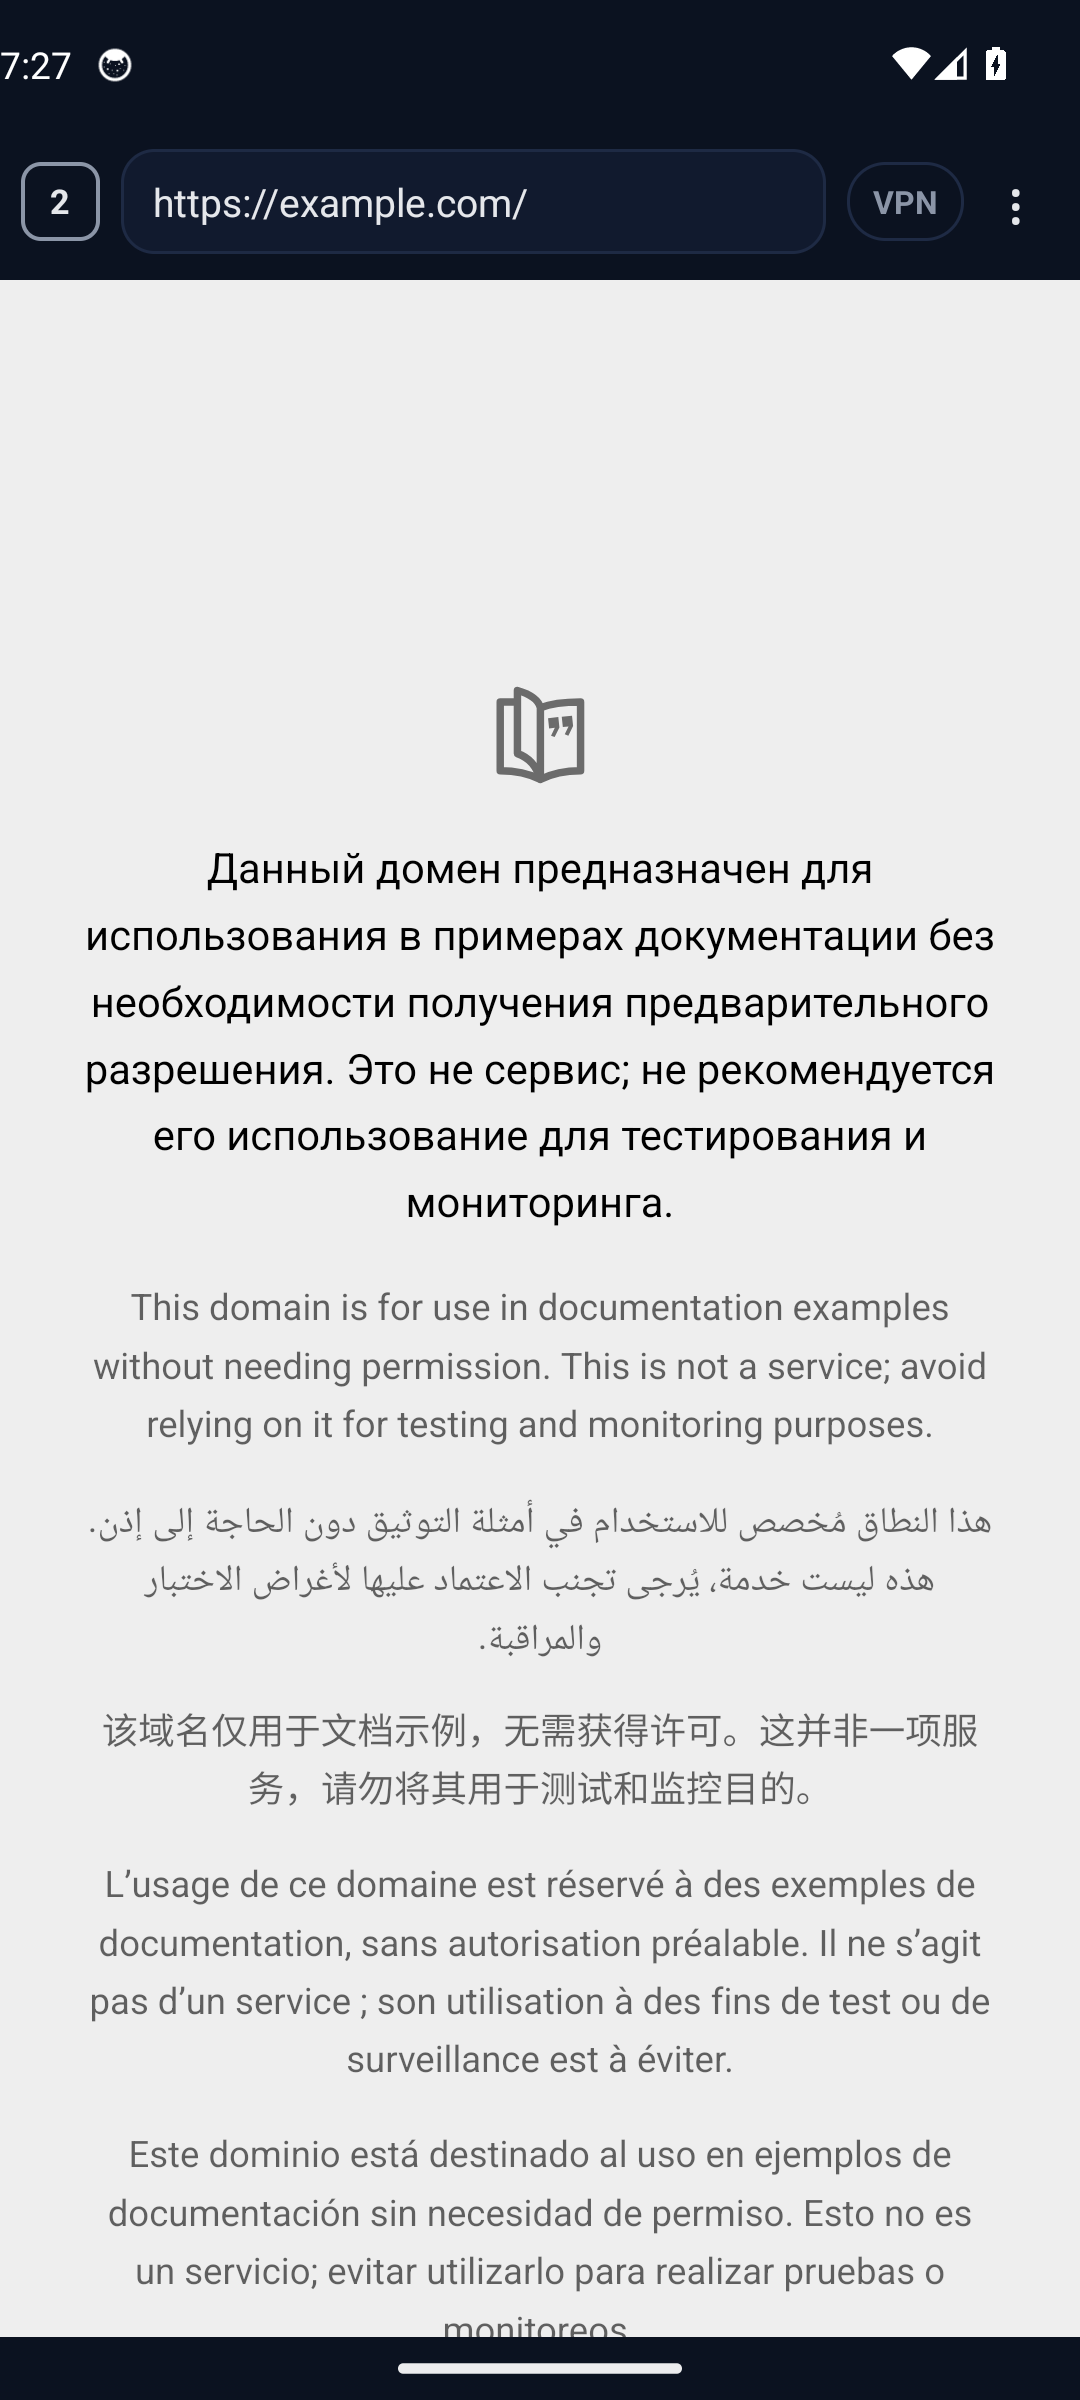 7:27
2
https://example.com/
VPN
Данный домен предназначен для
использования в примерах документации без
необходимости получения предварительного
разрешения. Это не сервис; не рекомендуется
его использование для тестирования и
мониторинга.
This domain is for use in documentation examples
without needing permission. This is not a service; avoid
relying on it for testing and monitoring purposes.
هذا النطاق مُخصص للاستخدام في أمثلة التوثيق دون الحاجة إلى إذن.
هذه ليست خدمة، يُرجى تجنب الاعتماد عليها لأغراض الاختبار
والمراقبة.
该域名仅用于文档示例，无需获得许可。这并非一项服
务，请勿将其用于测试和监控目的。
L’usage de ce domaine est réservé à des exemples de
documentation, sans autorisation préalable. Il ne s’agit
pas d’un service ; son utilisation à des fins de test ou de
surveillance est à éviter.
Este dominio está destinado al uso en ejemplos de
documentación sin necesidad de permiso. Esto no es
un servicio; evitar utilizarlo para realizar pruebas o
monitoreos